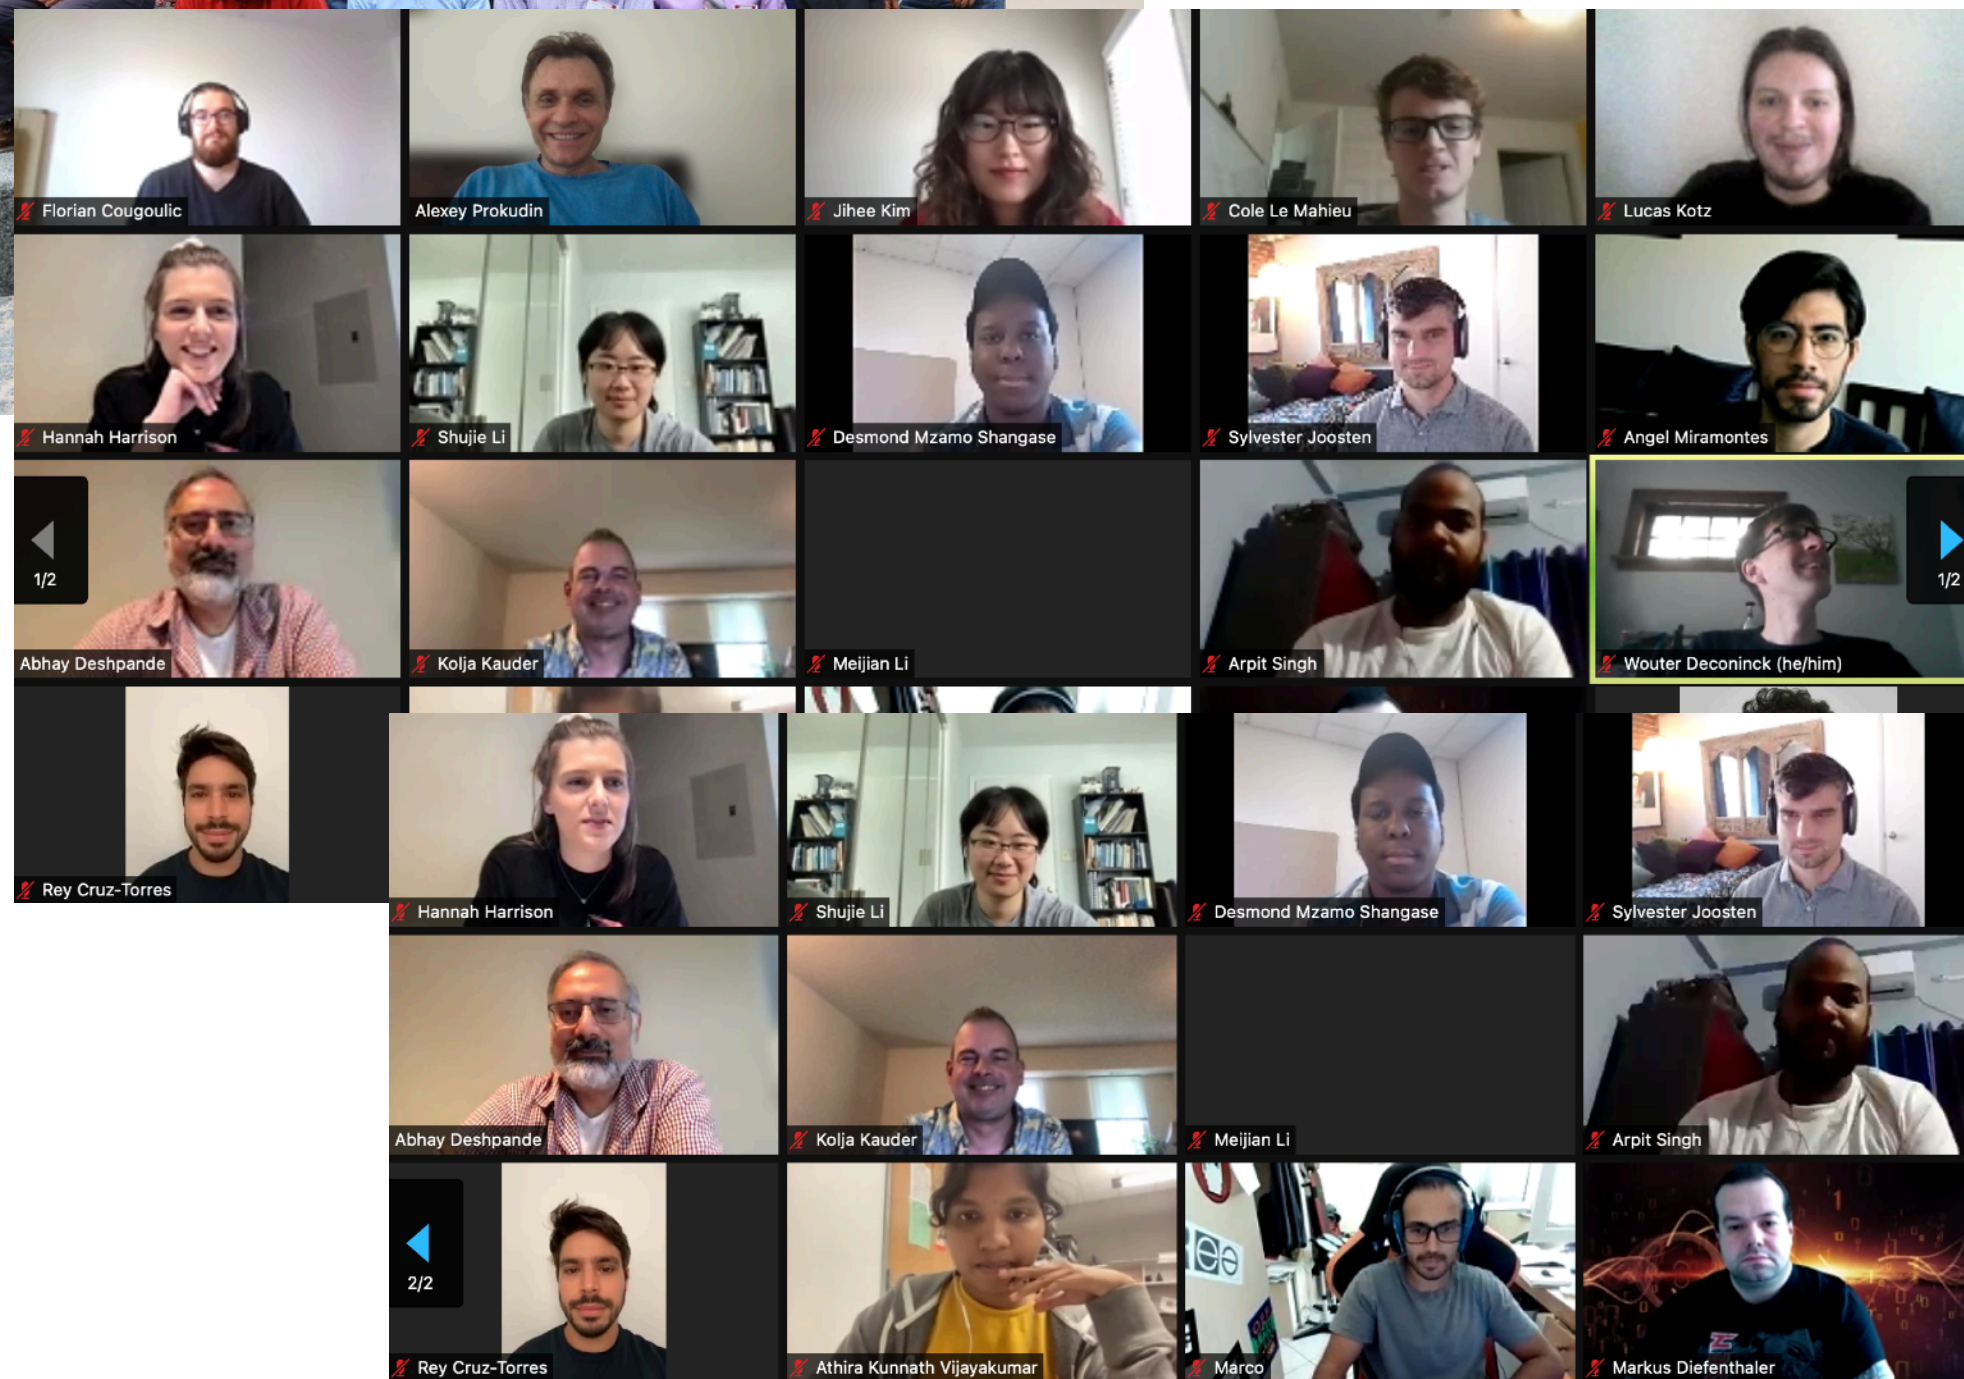 Florian Cougoulic
Alexey Prokudin
Jihee Kim
Cole Le Mahieu
Lucas Kotz
Hannah Harrison
Shujie Li
Desmond Mzamo Shangase
Sylvester Joosten
Angel Miramontes
1/2
1/2
Abhay Deshpande
Kolja Kauder
Meijian Li
Arpit Singh
Wouter Deconinck (he/him)
Rey Cruz-Torres
Hannah Harrison
Shujie Li
Desmond Mzamo Shangase
Sylvester Joosten
Abhay Deshpande
Kolja Kauder
Meijian Li
Arpit Singh
2/2
Rey Cruz-Torres
Athira Kunnath Vijayakumar
Marco
Markus Diefenthaler